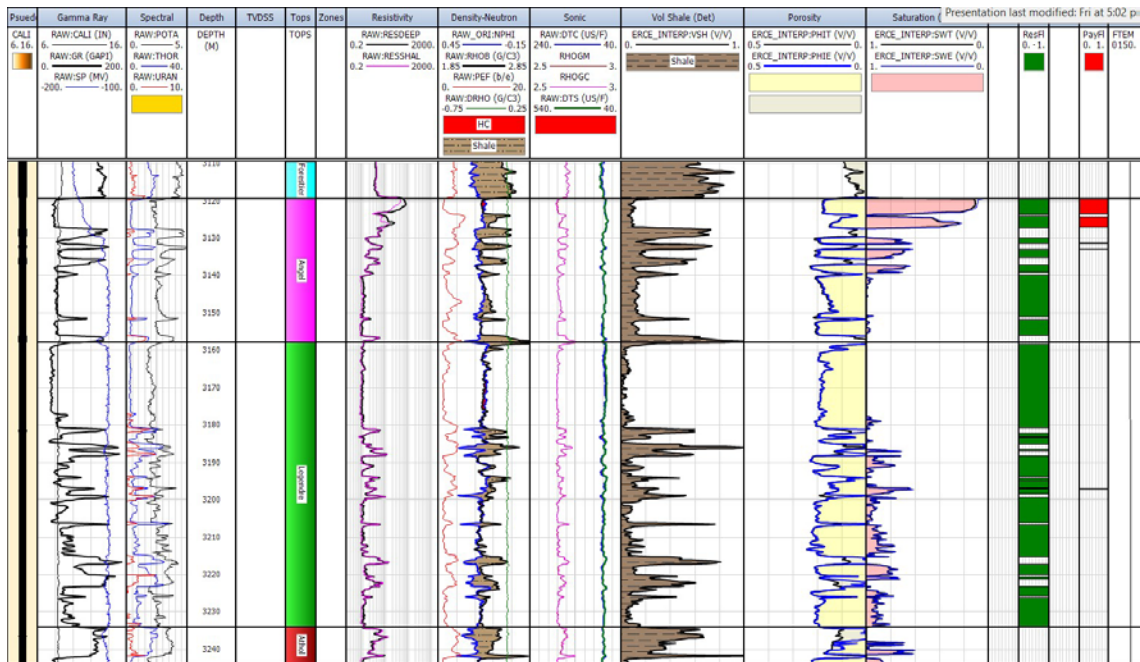 Presentation last modified: Fri at 5:02 p
Psued Gamma Ray Spectral Depth TVDSS Tops Zones Resistivity Density-Neutron Sonic Vol Shale (Det) Porosity Saturation (
CALI
6. 16.
RAW:CALI (IN)
6. 16.
RAW:GR (GAPI)
0. 200.
RAW:SP (MV)
-200. -100.
RAW:POTA
0. 5.
RAW:THOR
0. 40.
RAW:URAN
0. 10.
DEPTH
(M)
TOPS
RAW:RESDEEP
0.2 2000.
RAW:RESSHAL
0.2 2000.
RAW_ORI:NPHI
0.45 -0.15
RAW:RHOB (G/C3)
1.85 2.85
RAW:PEF (b/e)
0. 20.
RAW:DRHO (G/C3)
-0.75 0.25
HC
Shale
RAW:DTC (US/F)
240. 40.
RHOGM
2.5 3.
RHOGC
2.5 3.
RAW:DTS (US/F)
540. 40.
ERCE_INTERP:VSH (V/V)
0. 1.
Shale
ERCE_INTERP:PHIT (V/V)
0.5 0.
ERCE_INTERP:PHIE (V/V)
0.5 0.
ERCE_INTERP:SWT (V/V)
1. 0.
ERCE_INTERP:SWE (V/V)
1. 0.
ResFl
0. -1.
PayFl
0. 1.
FTEM
0150.
3110
Forestier
3120
3130
Angel
3140
3150
3160
3170
3180
3190
Legendre
3200
3210
3220
3230
Athol
3240